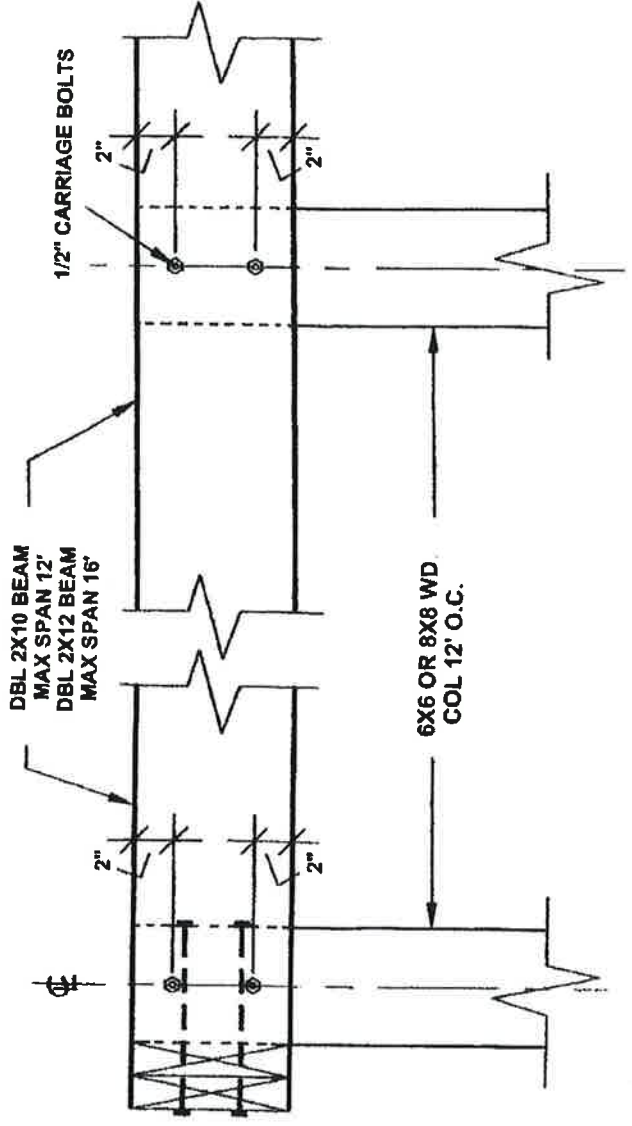 1/2" CARRIAGE BOLTS
DBL 2X10 BEAM
MAX SPAN 12'
DBL 2X12 BEAM
MAX SPAN 16'
2"
2"
2"
2"
6X6 OR 8X8 WD
COL 12' O.C.